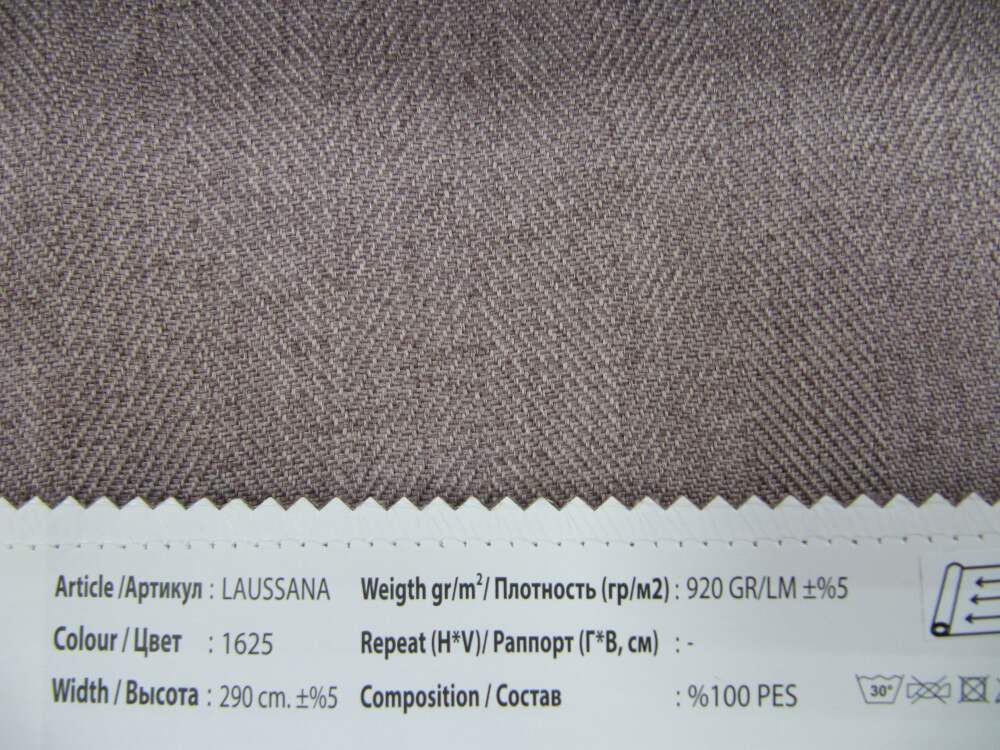 Article /Артикул : LAUSSANA Weigth gr/m²/ Плотность (гр/м2) : 920 GR/LM ±%5
Colour / Цвет : 1625 Repeat (H*V)/ Раппорт (Г*В, см) : -
Width / Высота : 290 cm. ±%5 Composition / Состав : %100 PES
30°